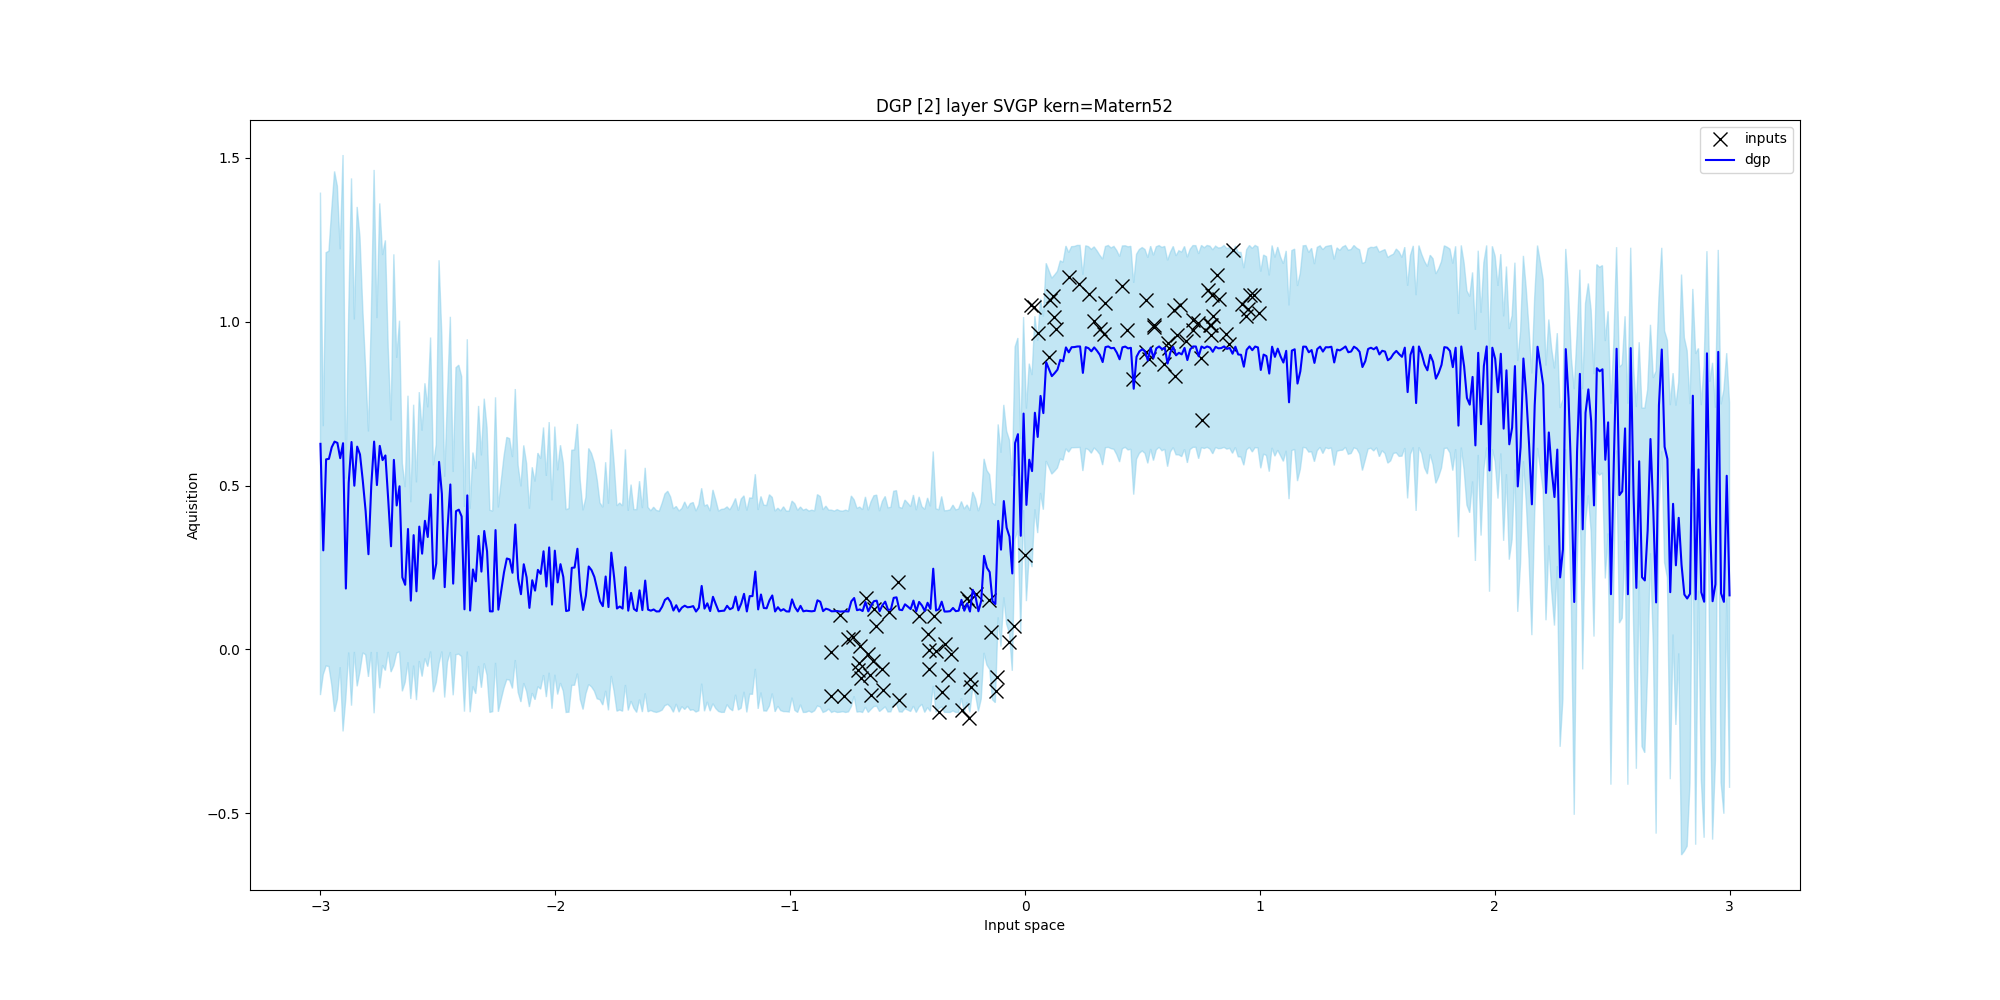 DGP [2] layer SVGP kern=Matern52
inputs
dgp
1.5
1.0
0.5
0.0
−0.5
Aquisition
−3
−2
−1
0
1
2
3
Input space